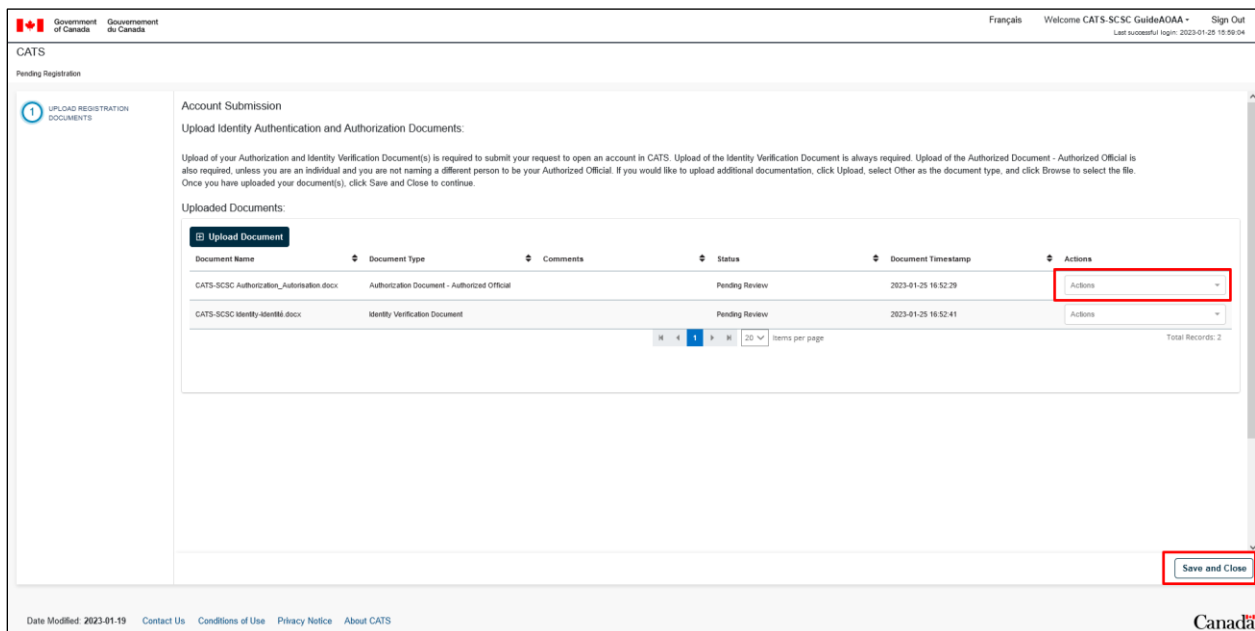 Government of Canada Gouvernement du Canada
Français Welcome CATS-SCSC GuideAOAA Sign Out
Last successful login: 2023-01-25 15:59:04
CATS
Pending Registration
1 UPLOAD REGISTRATION DOCUMENTS
Account Submission
Upload Identity Authentication and Authorization Documents:
Upload of your Authorization and Identity Verification Document(s) is required to submit your request to open an account in CATS. Upload of the Identity Verification Document is always required. Upload of the Authorized Document - Authorized Official is
also required, unless you are an individual and you are not naming a different person to be your Authorized Official. If you would like to upload additional documentation, click Upload, select Other as the document type, and click Browse to select the file.
Once you have uploaded your document(s), click Save and Close to continue.
Uploaded Documents:
Upload Document
Document Name Document Type Comments Status Document Timestamp Actions
CATS-SCSC Authorization_Autorisation.docx Authorization Document - Authorized Official Pending Review 2023-01-25 16:52:29 Actions
CATS-SCSC Identity-Identité.docx Identity Verification Document Pending Review 2023-01-25 16:52:41 Actions
1 20 Items per page Total Records: 2
Save and Close
Date Modified: 2023-01-19 Contact Us Conditions of Use Privacy Notice About CATS Canada